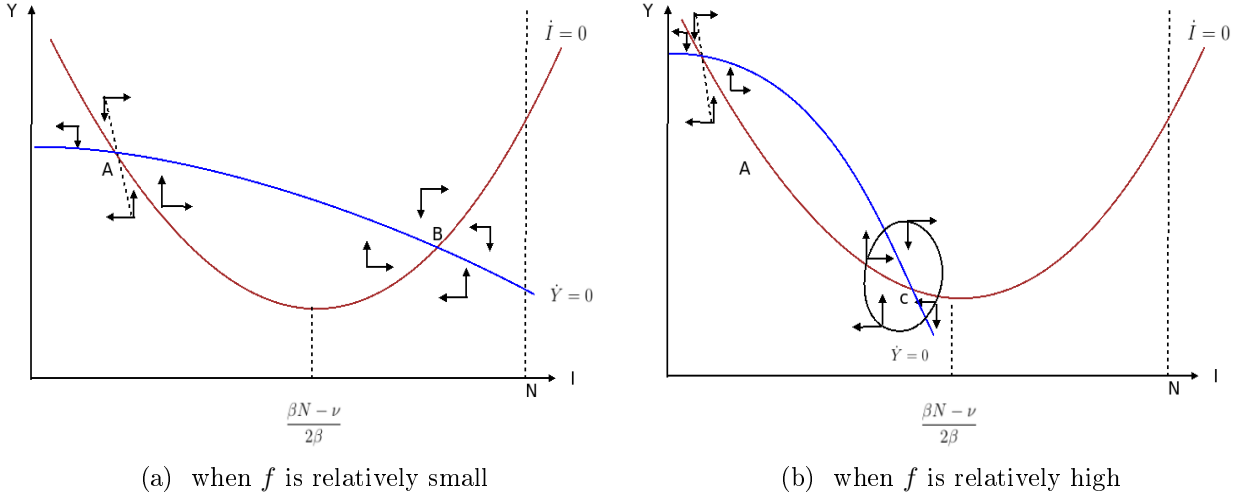 Y
İ = 0
A
B
Ẏ = 0
N
I
βN − ν
2β
(a) when f is relatively small
Y
İ = 0
A
c
Ẏ = 0
N
I
βN − ν
2β
(b) when f is relatively high